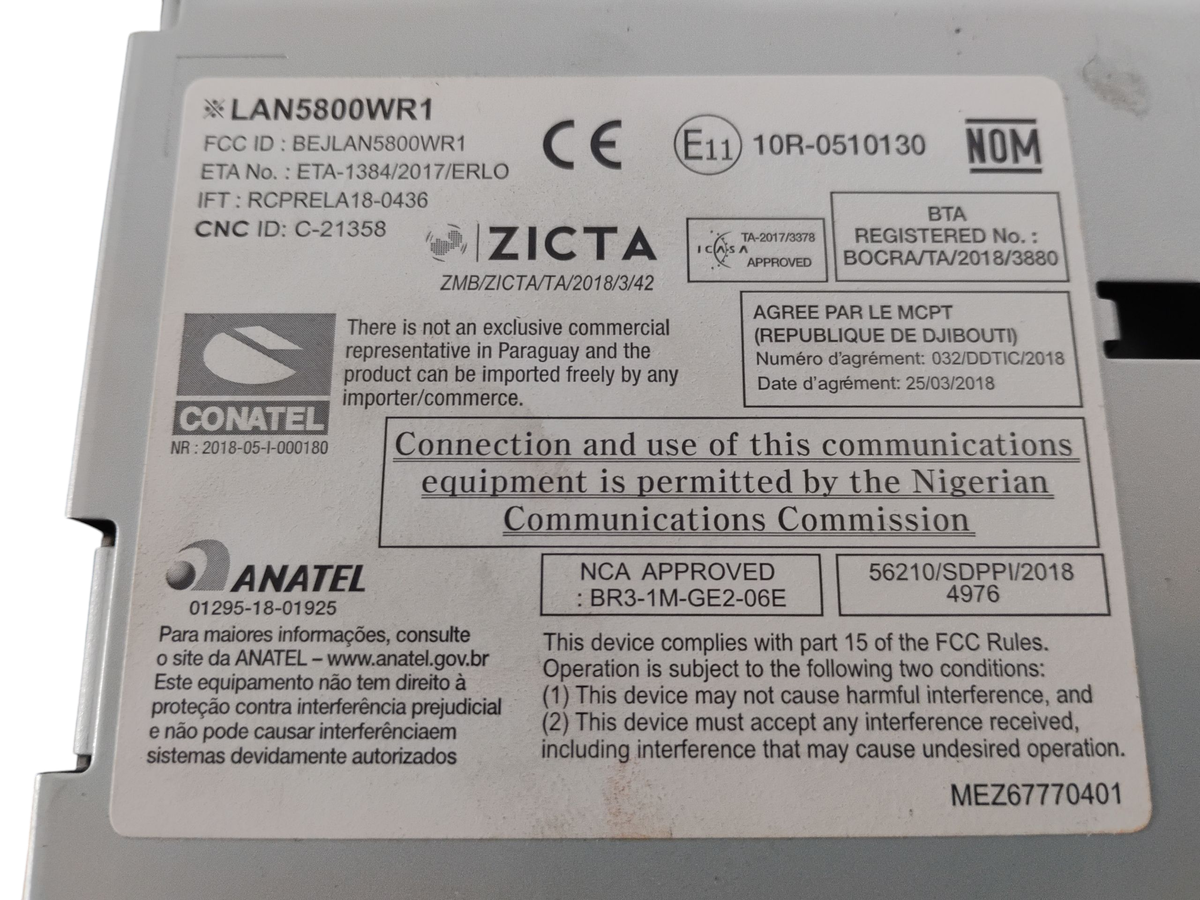 ※LAN5800WR1
FCC ID : BEJLAN5800WR1
ETA No. : ETA-1384/2017/ERLO
IFT : RCPRELA18-0436
CNC ID: C-21358
CE
E11 10R-0510130
NOM
ZICTA
ZMB/ZICTA/TA/2018/3/42
ICASA
TA-2017/3378
APPROVED
BTA
REGISTERED No. :
BOCRA/TA/2018/3880
AGREE PAR LE MCPT
(REPUBLIQUE DE DJIBOUTI)
Numéro d'agrément: 032/DDTIC/2018
Date d'agrément: 25/03/2018
CONATEL
NR : 2018-05-I-000180
There is not an exclusive commercial
representative in Paraguay and the
product can be imported freely by any
importer/commerce.
Connection and use of this communications
equipment is permitted by the Nigerian
Communications Commission
ANATEL
01295-18-01925
Para maiores informações, consulte
o site da ANATEL – www.anatel.gov.br
Este equipamento não tem direito à
proteção contra interferência prejudicial
e não pode causar interferênciaem
sistemas devidamente autorizados
NCA APPROVED
: BR3-1M-GE2-06E
56210/SDPPI/2018
4976
This device complies with part 15 of the FCC Rules.
Operation is subject to the following two conditions:
(1) This device may not cause harmful interference, and
(2) This device must accept any interference received,
including interference that may cause undesired operation.
MEZ67770401